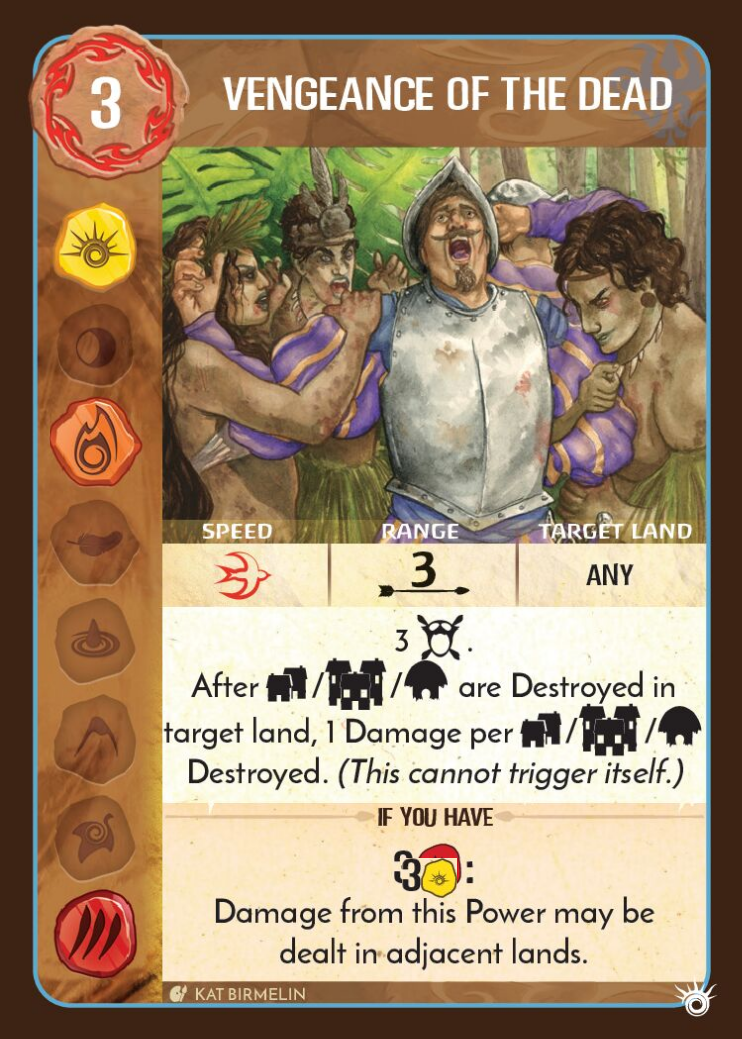 3
VENGEANCE OF THE DEAD
SPEED RANGE TARGET LAND
3 ANY
3 .
After / / are Destroyed in
target land, 1 Damage per / /
Destroyed. (This cannot trigger itself.)
IF YOU HAVE
3 :
Damage from this Power may be
dealt in adjacent lands.
KAT BIRMELIN